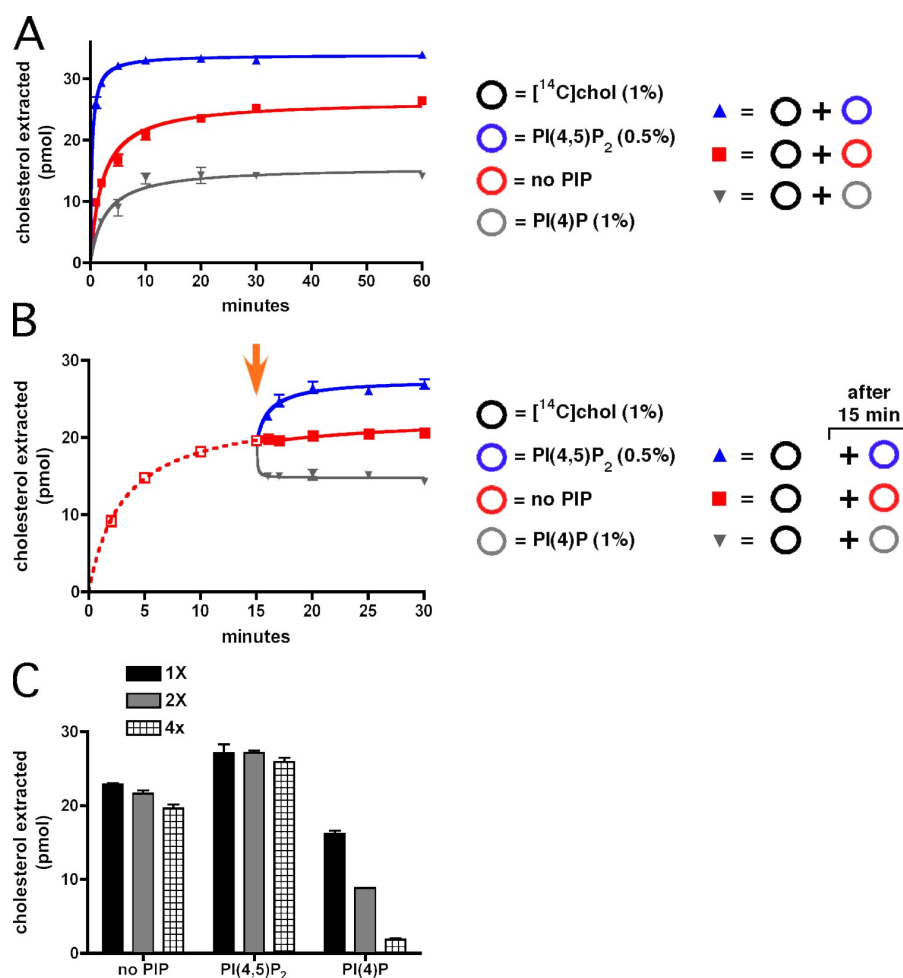 A
cholesterol extracted
(pmol)
30
20
10
0
0 10 20 30 40 50 60
minutes
= [14C]chol (1%)
= PI(4,5)P2 (0.5%)
= no PIP
= PI(4)P (1%)
= +
= +
= +
B
cholesterol extracted
(pmol)
30
20
10
0
0 5 10 15 20 25 30
minutes
= [14C]chol (1%)
= PI(4,5)P2 (0.5%)
= no PIP
= PI(4)P (1%)
after
15 min
= +
= +
= +
C
1X
2X
4x
cholesterol extracted
(pmol)
30
20
10
0
no PIP PI(4,5)P2 PI(4)P